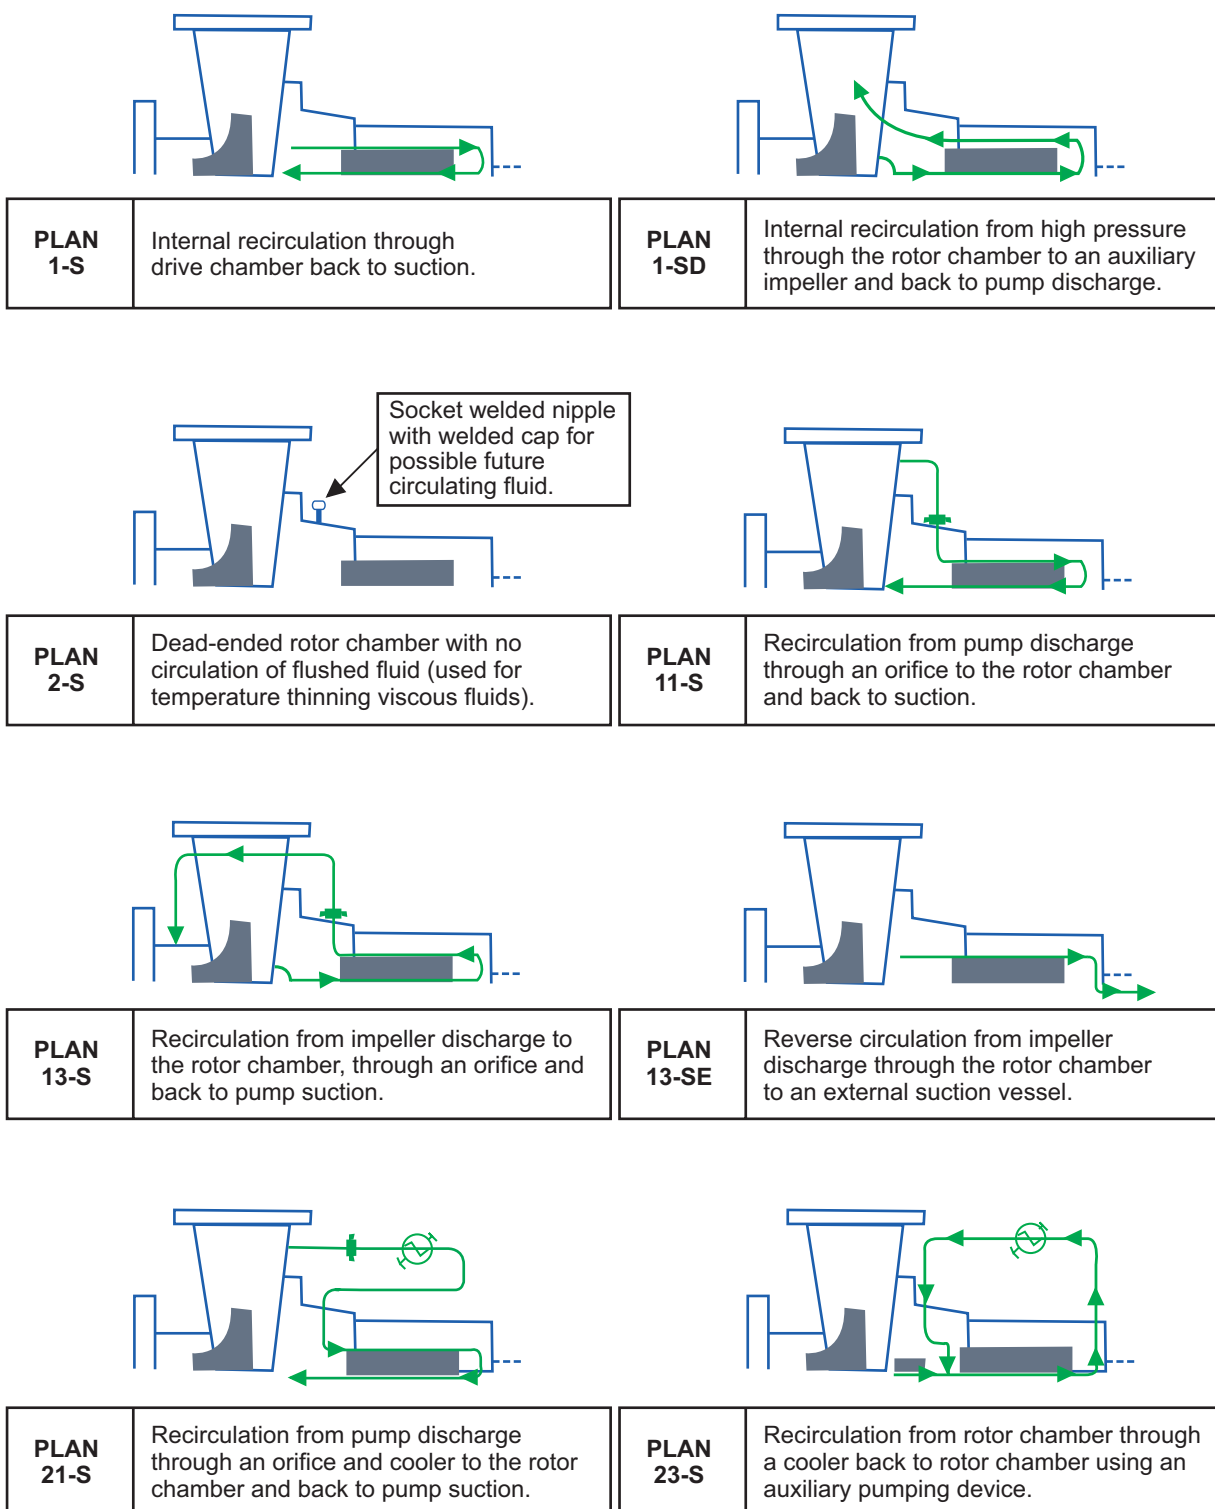 PLAN
1-S
Internal recirculation through
drive chamber back to suction.
PLAN
1-SD
Internal recirculation from high pressure
through the rotor chamber to an auxiliary
impeller and back to pump discharge.
Socket welded nipple
with welded cap for
possible future
circulating fluid.
PLAN
2-S
Dead-ended rotor chamber with no
circulation of flushed fluid (used for
temperature thinning viscous fluids).
PLAN
11-S
Recirculation from pump discharge
through an orifice to the rotor chamber
and back to suction.
PLAN
13-S
Recirculation from impeller discharge to
the rotor chamber, through an orifice and
back to pump suction.
PLAN
13-SE
Reverse circulation from impeller
discharge through the rotor chamber
to an external suction vessel.
PLAN
21-S
Recirculation from pump discharge
through an orifice and cooler to the rotor
chamber and back to pump suction.
PLAN
23-S
Recirculation from rotor chamber through
a cooler back to rotor chamber using an
auxiliary pumping device.